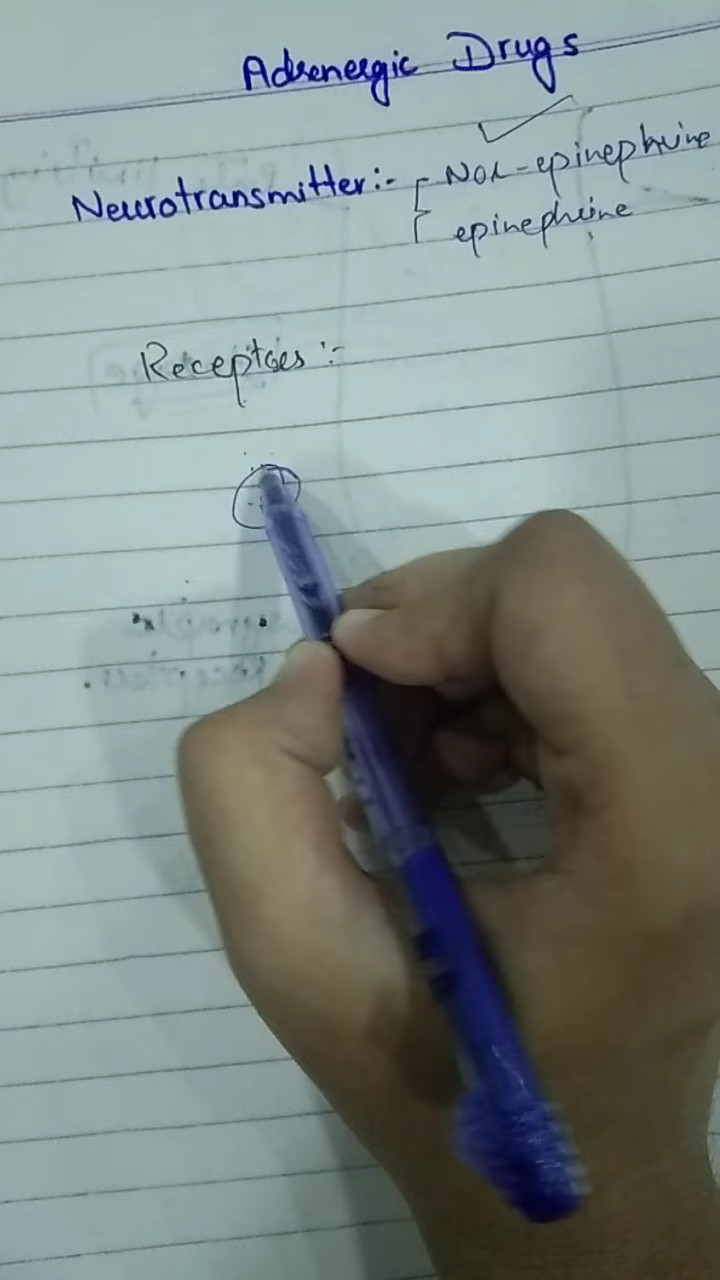 Adrenergic Drugs
Neurotransmitter:- Nor-epinephrine
epinephrine
Receptors :-